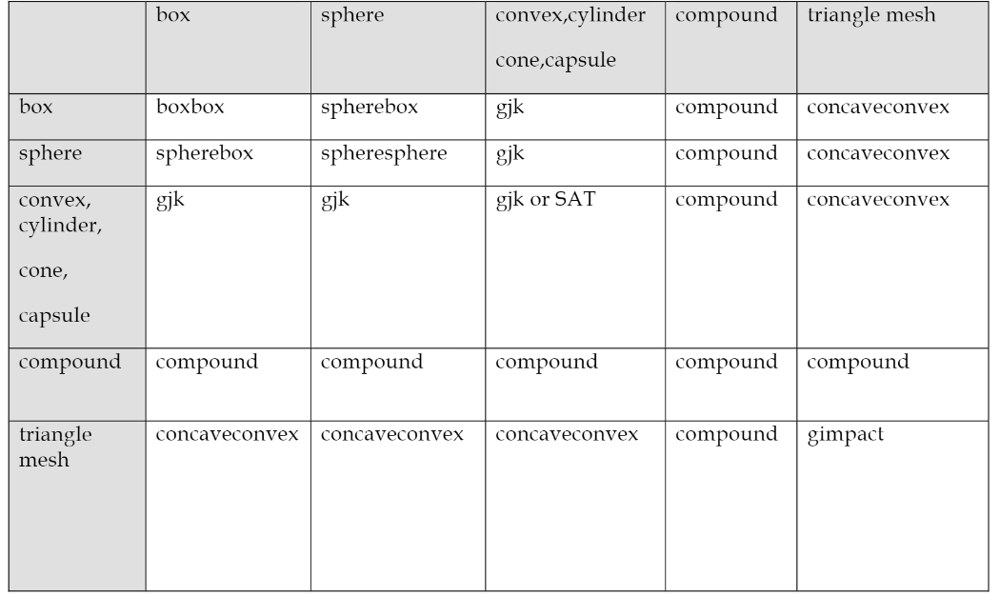 box sphere convex,cylinder compound triangle mesh
cone,capsule
box boxbox spherebox gjk compound concaveconvex
sphere spherebox spheresphere gjk compound concaveconvex
convex, gjk gjk gjk or SAT compound concaveconvex
cylinder,
cone,
capsule
compound compound compound compound compound compound
triangle concaveconvex concaveconvex concaveconvex compound gimpact
mesh